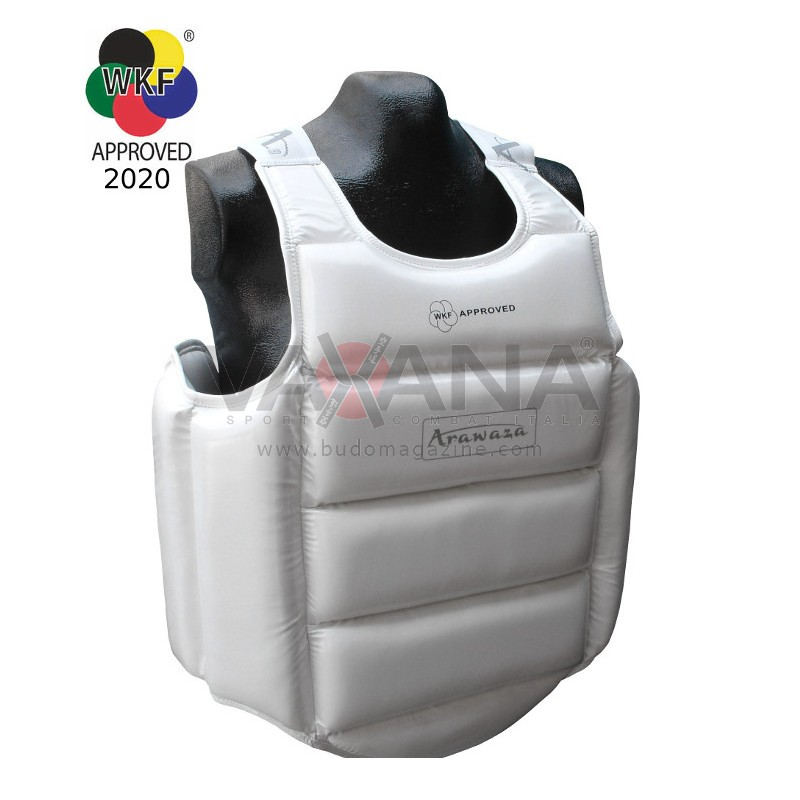 WKF ®
APPROVED
2020
WKF APPROVED
VAXANA®
SPORT COMBAT ITALIA
Arawaza
www.budomagazine.com